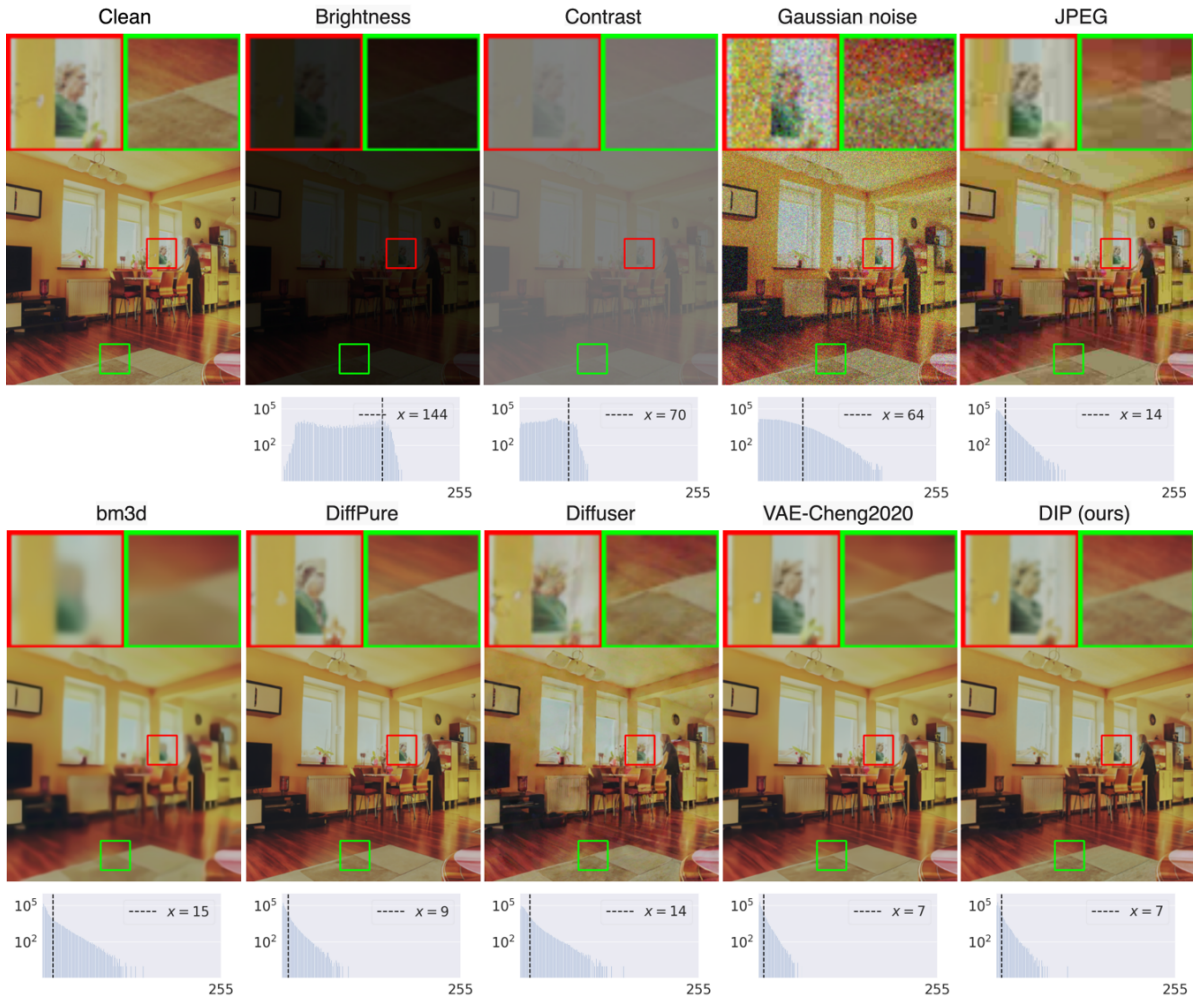 Clean Brightness Contrast Gaussian noise JPEG
10⁵ 10² x = 144 255
10⁵ 10² x = 70 255
10⁵ 10² x = 64 255
10⁵ 10² x = 14 255
bm3d DiffPure Diffuser VAE-Cheng2020 DIP (ours)
10⁵ 10² x = 15 255
10⁵ 10² x = 9 255
10⁵ 10² x = 14 255
10⁵ 10² x = 7 255
10⁵ 10² x = 7 255